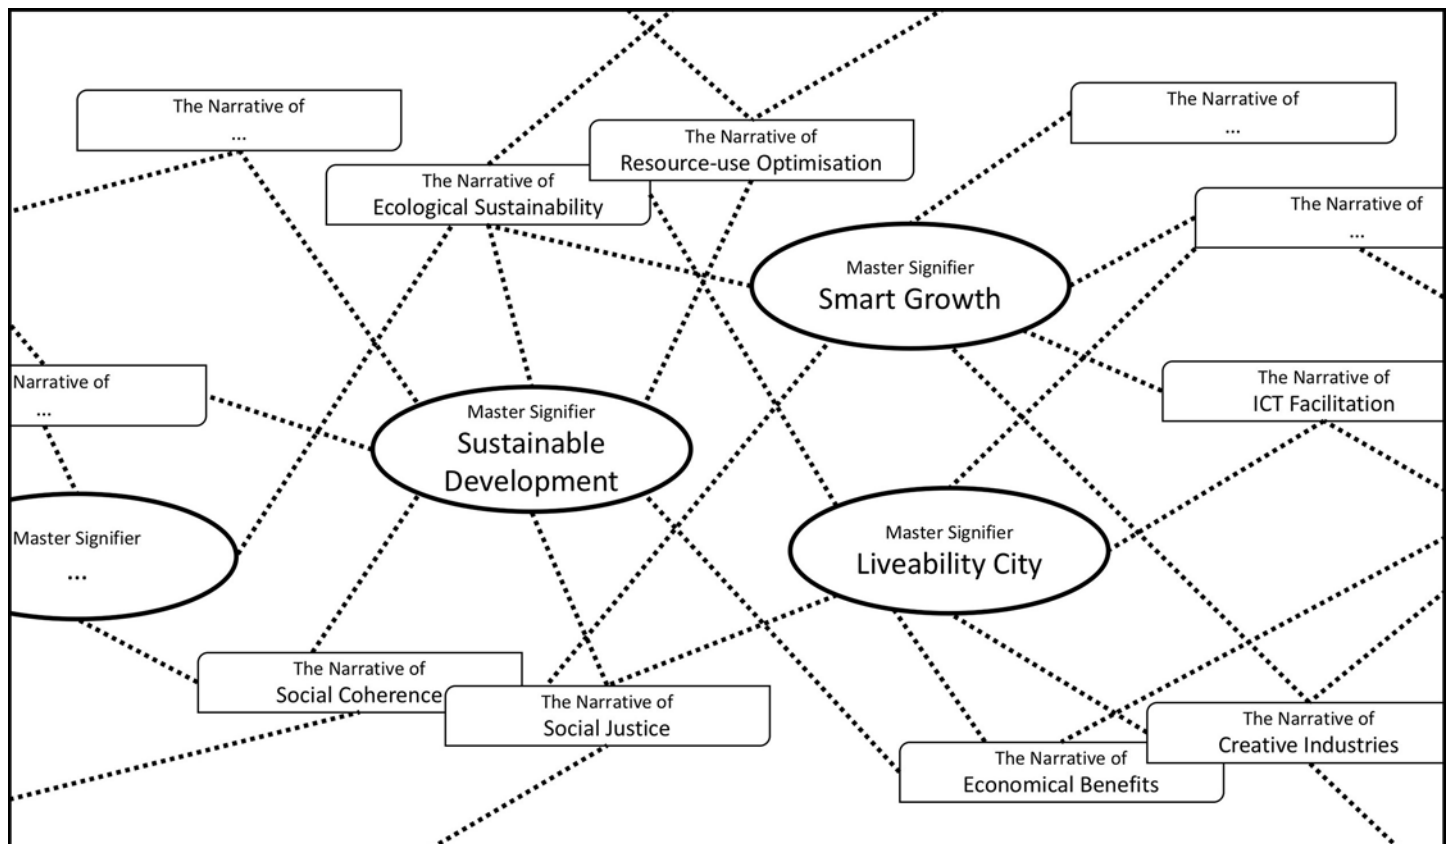 The Narrative of
...
The Narrative of
...
The Narrative of
Resource-use Optimisation
The Narrative of
Ecological Sustainability
The Narrative of
...
Master Signifier
Smart Growth
Narrative of
...
The Narrative of
ICT Facilitation
Master Signifier
Sustainable
Development
Master Signifier
...
Master Signifier
Liveability City
The Narrative of
Social Coherence
The Narrative of
Social Justice
The Narrative of
Creative Industries
The Narrative of
Economical Benefits